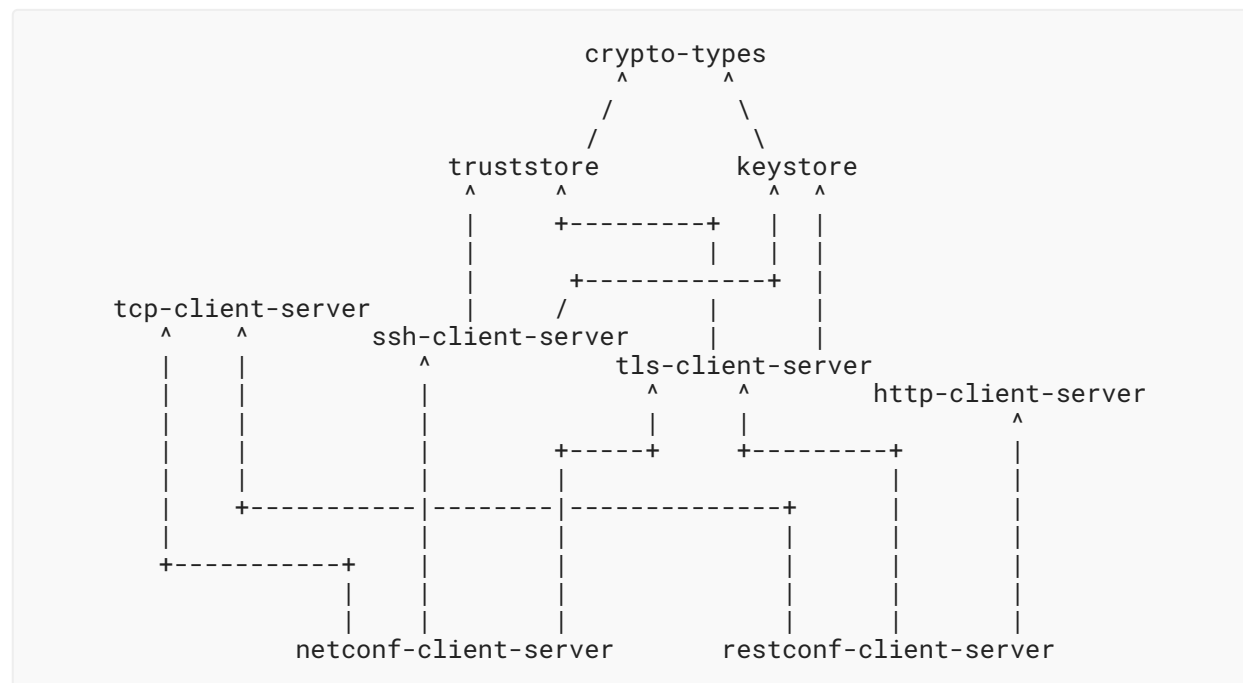 crypto-types
truststore keystore
tcp-client-server
ssh-client-server
tls-client-server
http-client-server
netconf-client-server restconf-client-server